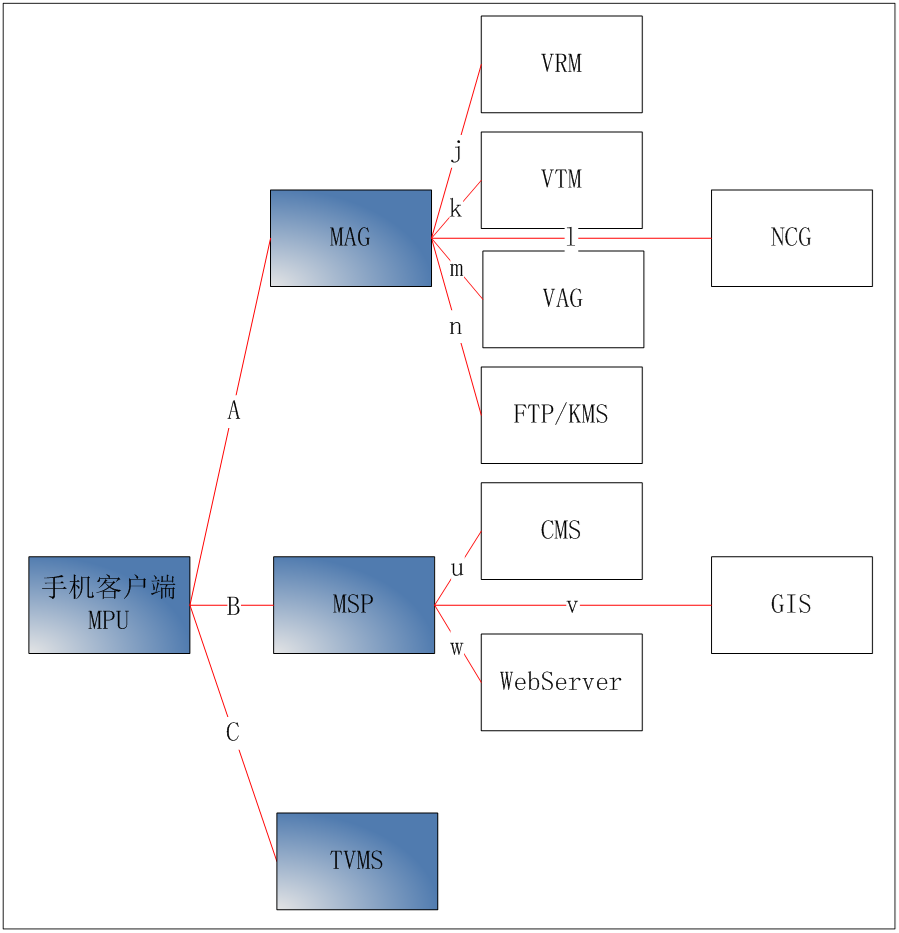 VRM
j
VTM
k
MAG
l
NCG
m
VAG
n
FTP/KMS
A
CMS
u
手机客户端
MPU
B
MSP
v
GIS
w
WebServer
C
TVMS